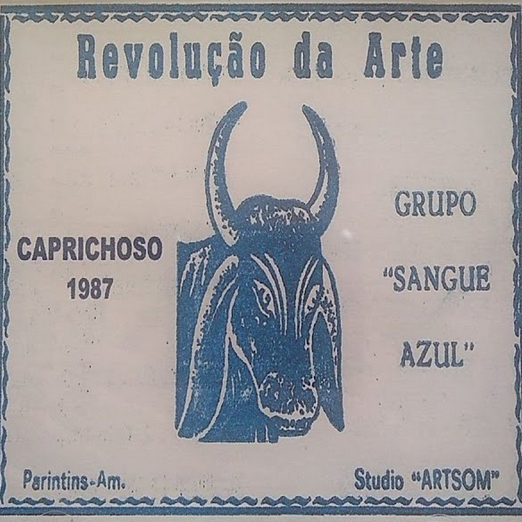 Revolução da Arte
CAPRICHOSO
1987
GRUPO
"SANGUE
AZUL"
Parintins-Am.
Studio "ARTSOM"